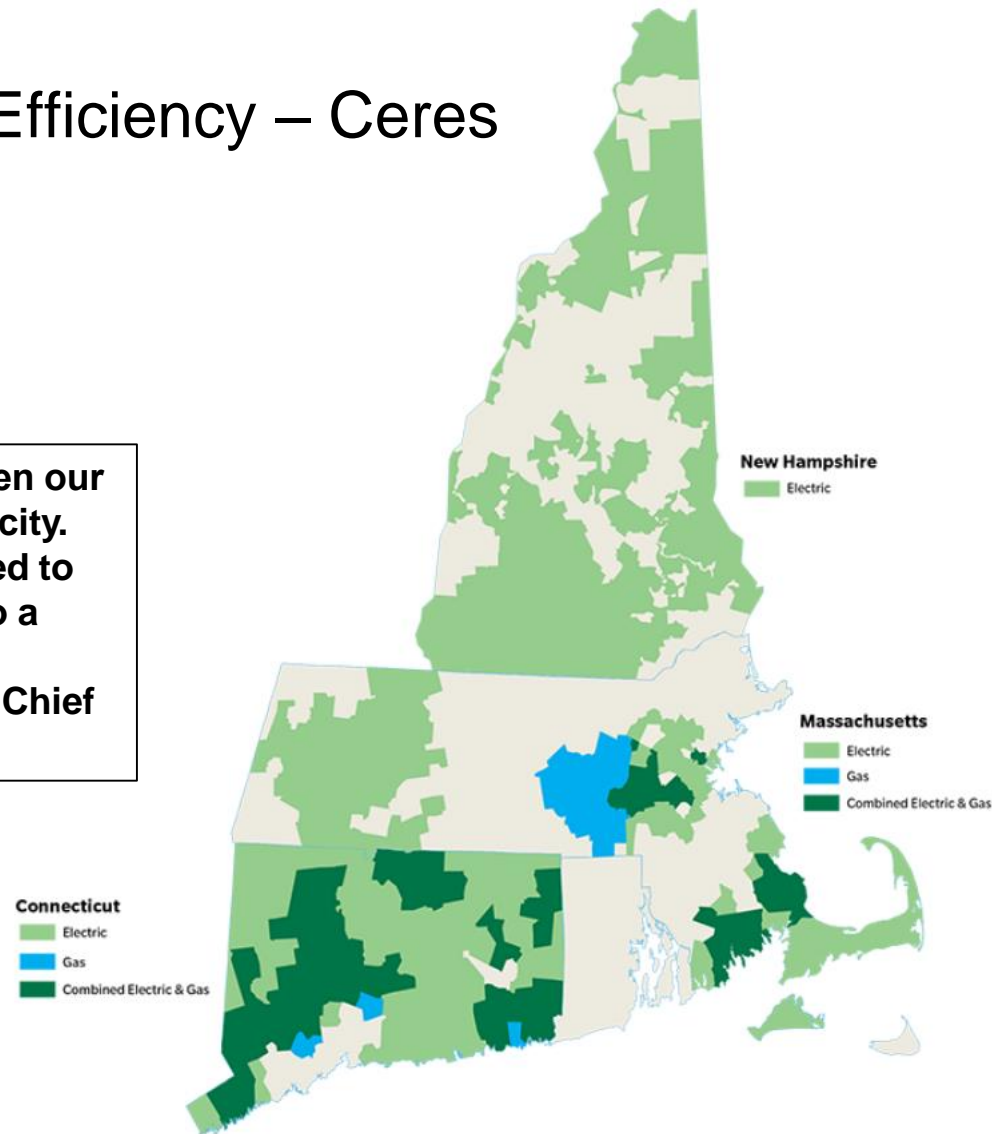 Efficiency – Ceres
en our
city.
ed to
o a
Chief
New Hampshire
Electric
Massachusetts
Electric
Gas
Combined Electric & Gas
Connecticut
Electric
Gas
Combined Electric & Gas